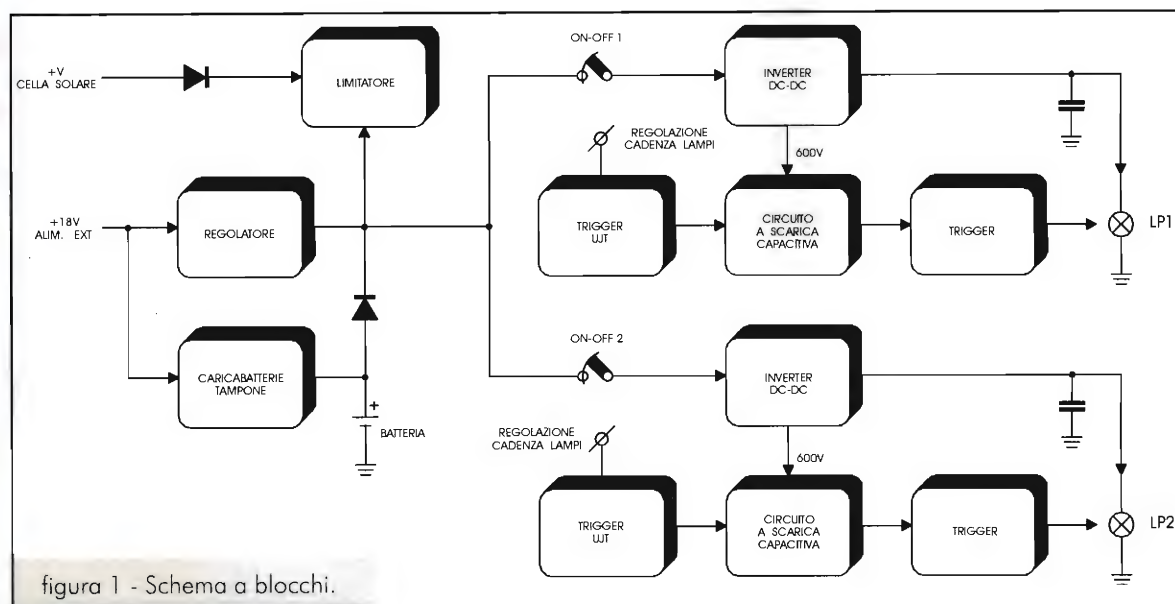 +V
CELLA SOLARE
LIMITATORE
ON-OFF 1
INVERTER
DC-DC
REGOLAZIONE
CADENZA LAMPI
600V
+18V
ALIM. EXT
REGOLATORE
TRIGGER
UJT
CIRCUITO
A SCARICA
CAPACITIVA
TRIGGER
LP1
CARICABATTERIE
TAMPONE
+
BATTERIA
ON-OFF 2
INVERTER
DC-DC
REGOLAZIONE
CADENZA LAMPI
600V
TRIGGER
UJT
CIRCUITO
A SCARICA
CAPACITIVA
TRIGGER
LP2
figura 1 - Schema a blocchi.